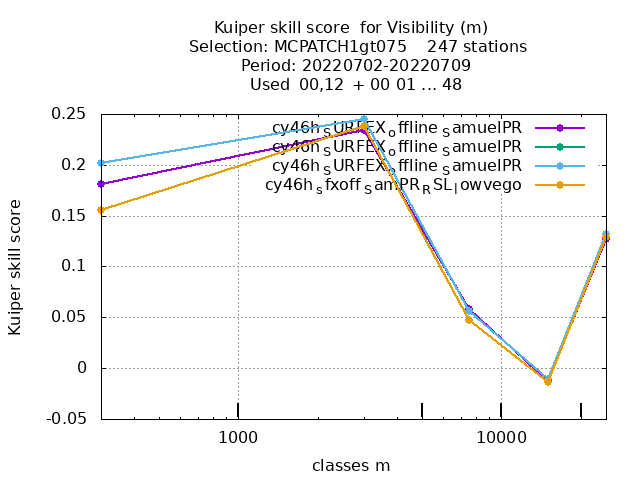 Kuiper skill score  for Visibility (m)
Selection: MCPATCH1gt075    247 stations
Period: 20220702-20220709
Used  00,12  + 00 01 ... 48
0.25
0.2
0.15
0.1
0.05
0
-0.05
Kuiper skill score
cy46hSURFEXofflineSamuelPR
cy46hSURFEXofflineSamuelPR
cy46hSURFEXofflineSamuelPR
cy46hsfxoffSamPRRSLlowvego
1000
10000
classes m